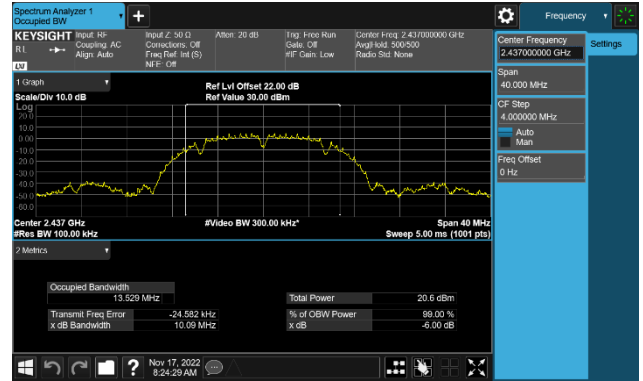 Spectrum Analyzer 1
Occupied BW
+
Frequency
KEYSIGHT
Input: RF
Coupling: AC
Align: Auto
Input Z: 50 Ω
Corrections: Off
Freq Ref: Int (S)
NFE: Off
Atten: 20 dB
Trig: Free Run
Gate: Off
#IF Gain: Low
Center Freq: 2.437000000 GHz
Avg|Hold: 500/500
Radio Std: None
RL
LW
Center Frequency
2.437000000 GHz
Settings
Span
40.000 MHz
CF Step
4.000000 MHz
Auto
Man
Freq Offset
0 Hz
1 Graph
Scale/Div 10.0 dB
Ref Lvl Offset 22.00 dB
Ref Value 30.00 dBm
Log
20.0
10.0
0.00
-10.0
-20.0
-30.0
-40.0
-50.0
-60.0
Center 2.437 GHz
#Res BW 100.00 kHz
#Video BW 300.00 kHz*
Span 40 MHz
Sweep 5.00 ms (1001 pts)
2 Metrics
Occupied Bandwidth
13.529 MHz
Total Power 20.6 dBm
Transmit Freq Error -24.582 kHz
% of OBW Power 99.00 %
x dB Bandwidth 10.09 MHz
x dB -6.00 dB
?
Nov 17, 2022
8:24:29 AM